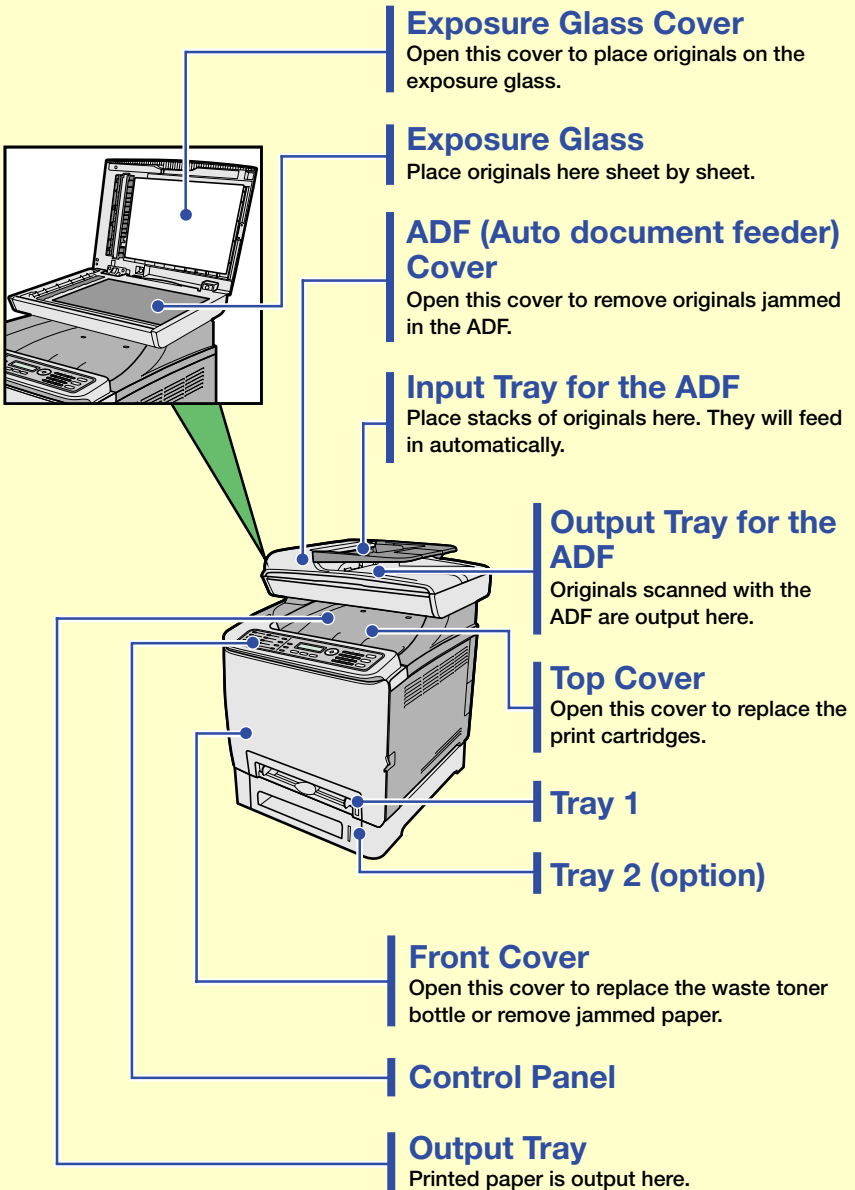 Exposure Glass Cover
Open this cover to place originals on the
exposure glass.
Exposure Glass
Place originals here sheet by sheet.
ADF (Auto document feeder)
Cover
Open this cover to remove originals jammed
in the ADF.
Input Tray for the ADF
Place stacks of originals here. They will feed
in automatically.
Output Tray for the
ADF
Originals scanned with the
ADF are output here.
Top Cover
Open this cover to replace the
print cartridges.
Tray 1
Tray 2 (option)
Front Cover
Open this cover to replace the waste toner
bottle or remove jammed paper.
Control Panel
Output Tray
Printed paper is output here.